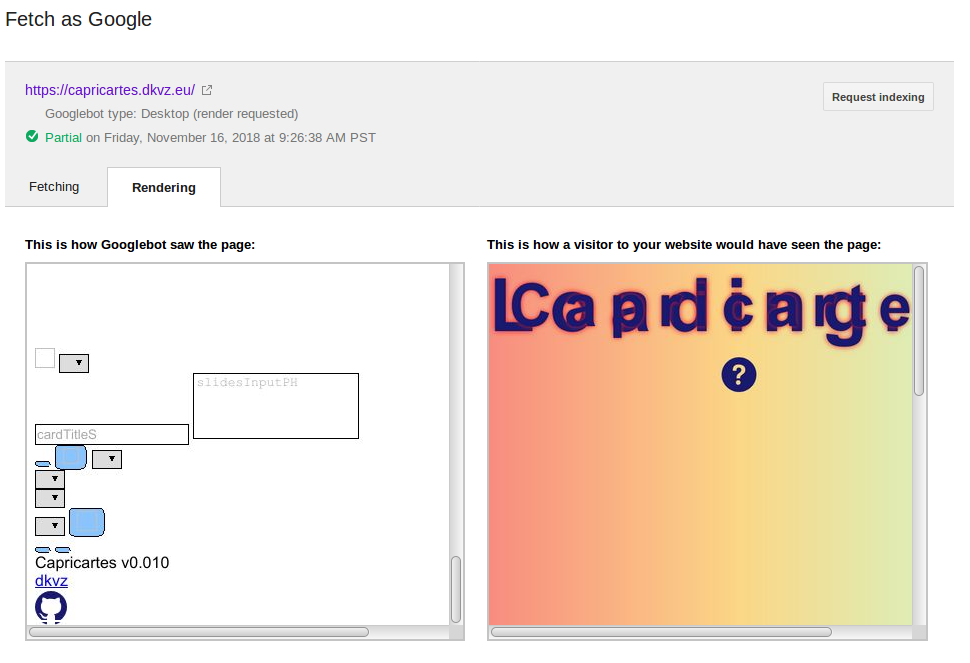 Fetch as Google
https://capricartes.dkvz.eu/
Request indexing
Googlebot type: Desktop (render requested)
Partial on Friday, November 16, 2018 at 9:26:38 AM PST
Fetching
Rendering
This is how Googlebot saw the page:
This is how a visitor to your website would have seen the page:
slidesInputPH
cardTitleS
Capricartes v0.010
dkvz
?